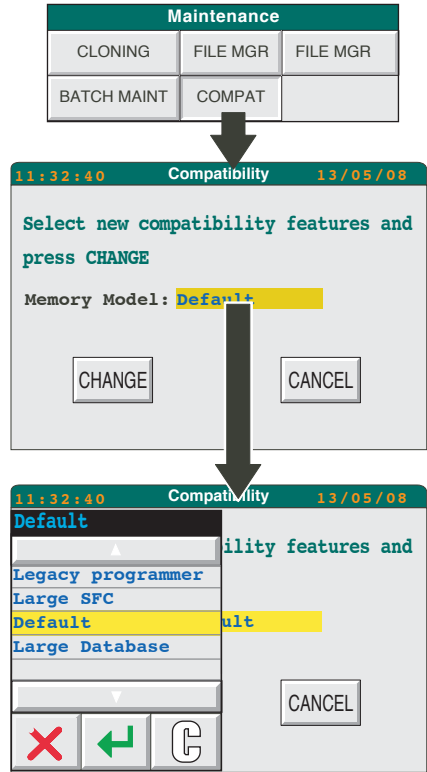 Maintenance
CLONING FILE MGR FILE MGR
BATCH MAINT COMPAT
11:32:40 Compatibility 13/05/08
Select new compatibility features and
press CHANGE
Memory Model: Default
CHANGE CANCEL
11:32:40 Compatibility 13/05/08
Default
ility features and
Legacy programmer
Large SFC
Default ult
Large Database
CANCEL
C